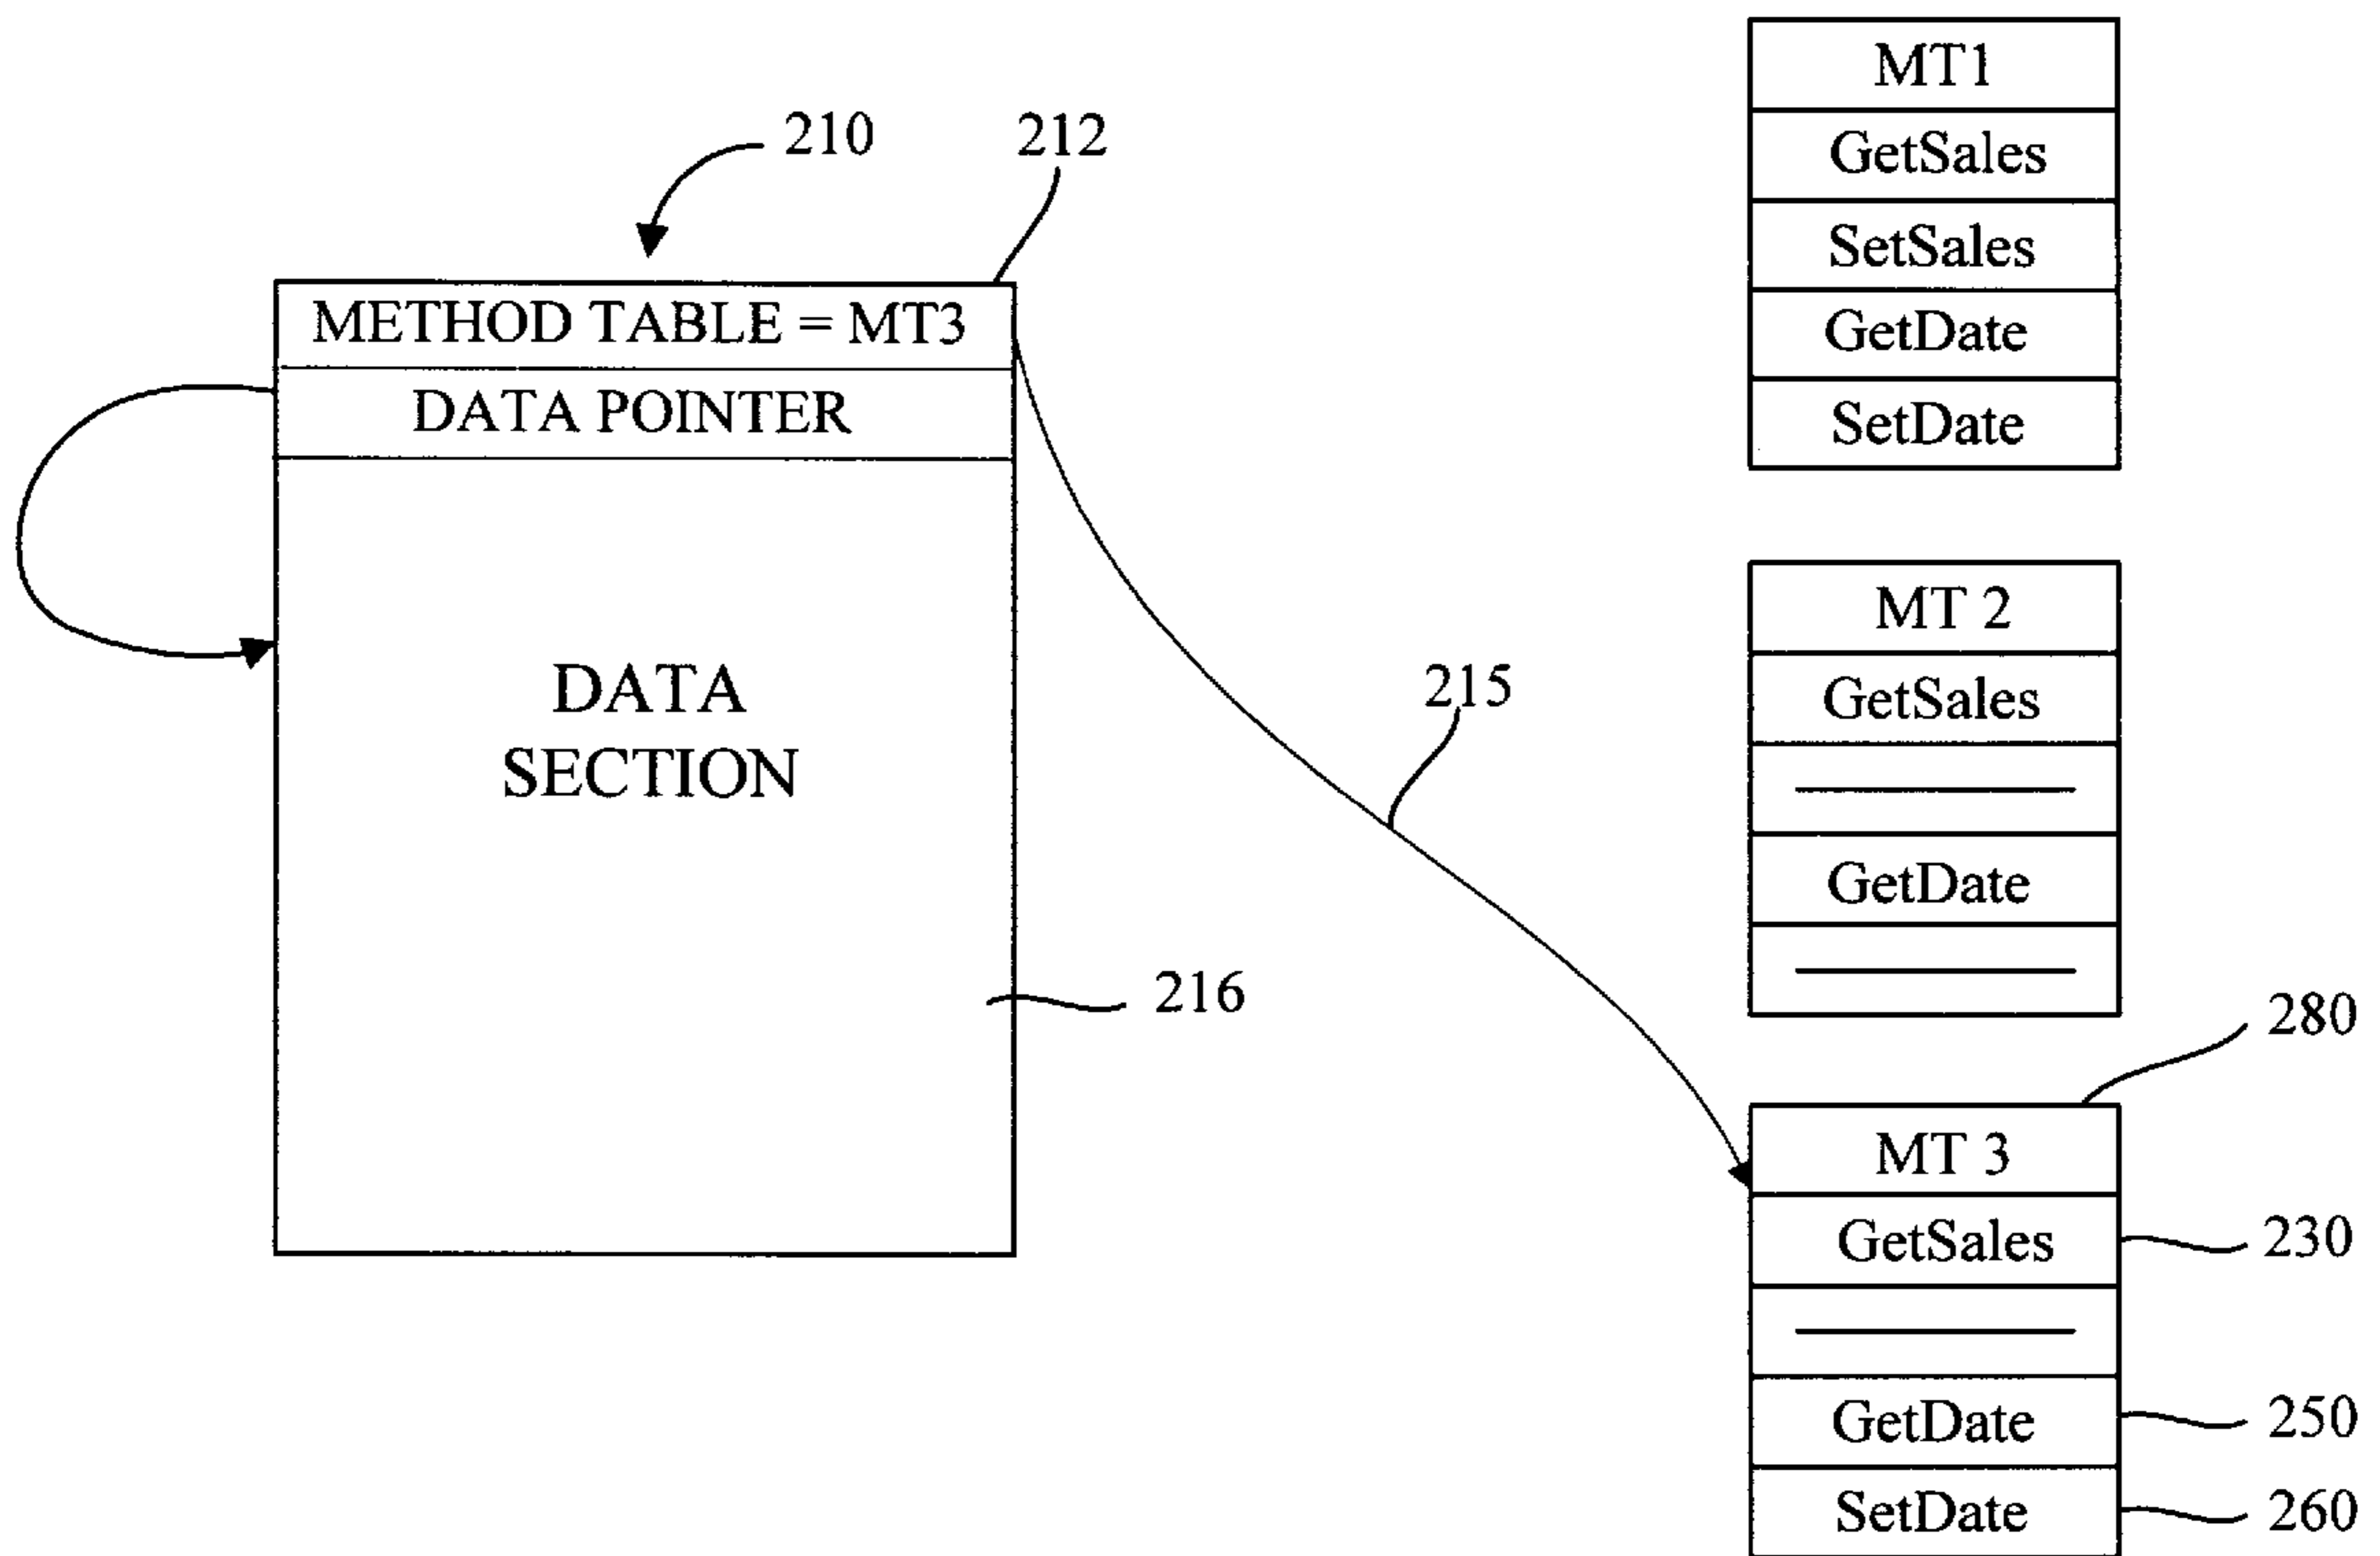 210
212
METHOD TABLE = MT3
DATA POINTER
DATA
SECTION
216
215
MT1
GetSales
SetSales
GetDate
SetDate
MT 2
GetSales
GetDate
280
MT 3
GetSales
230
GetDate
250
SetDate
260